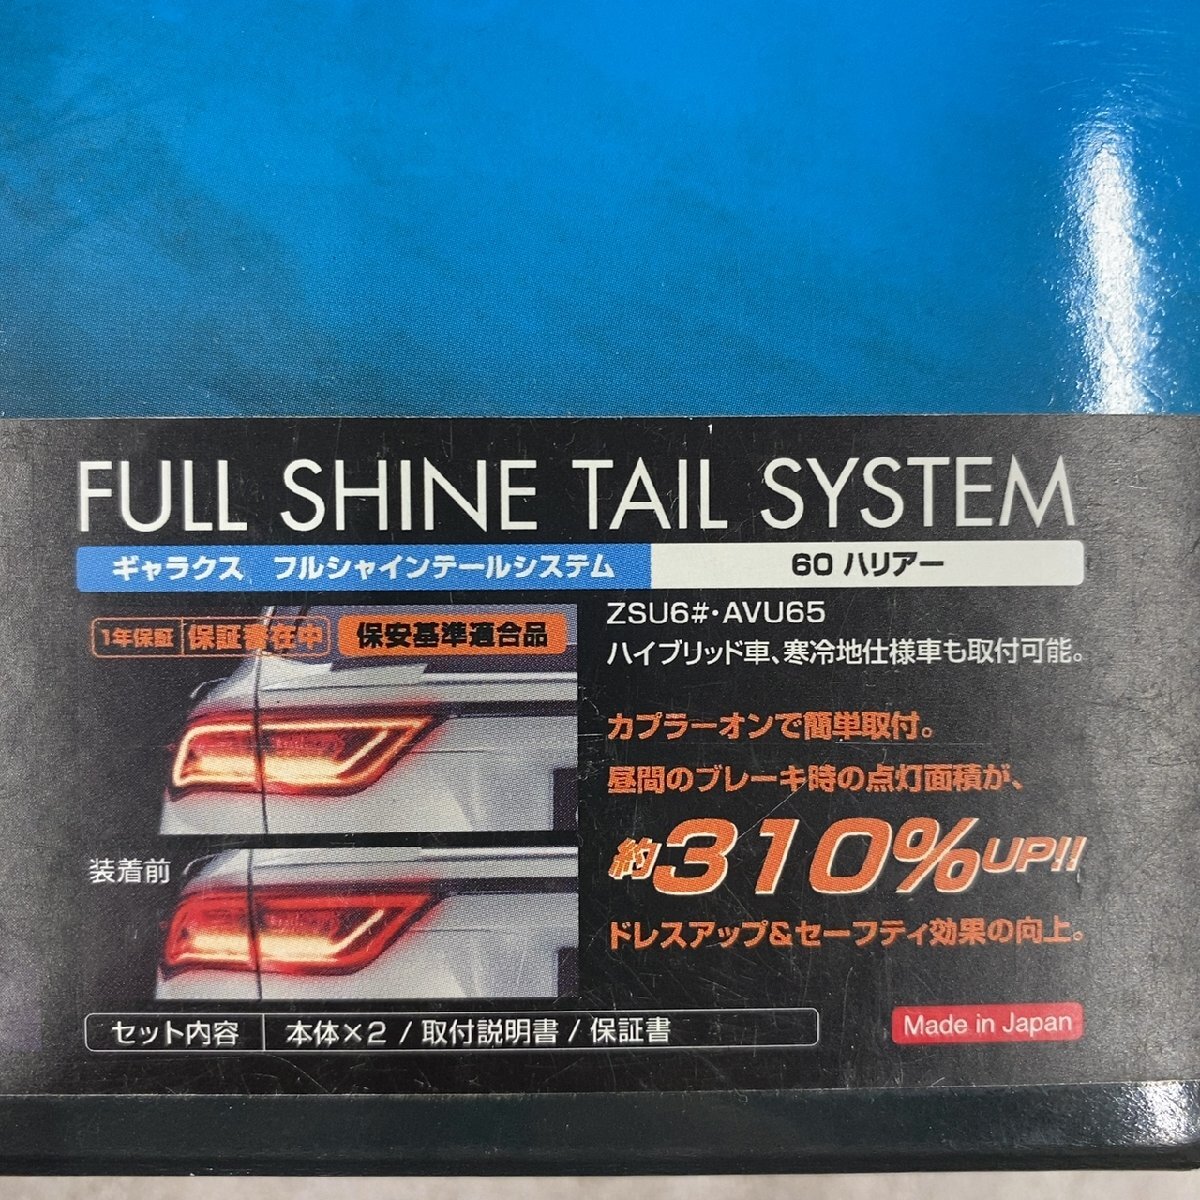 FULL SHINE TAIL SYSTEM
ギャラクス フルシャインテールシステム
60 ハリアー
1年保証 保証書在中 保安基準適合品
ZSU6#・AVU65
ハイブリッド車、寒冷地仕様車も取付可能。
カプラーオンで簡単取付。
昼間のブレーキ時の点灯面積が、
約310%UP!!
ドレスアップ&セーフティ効果の向上。
装着前
セット内容 本体×2 / 取付説明書 / 保証書
Made in Japan